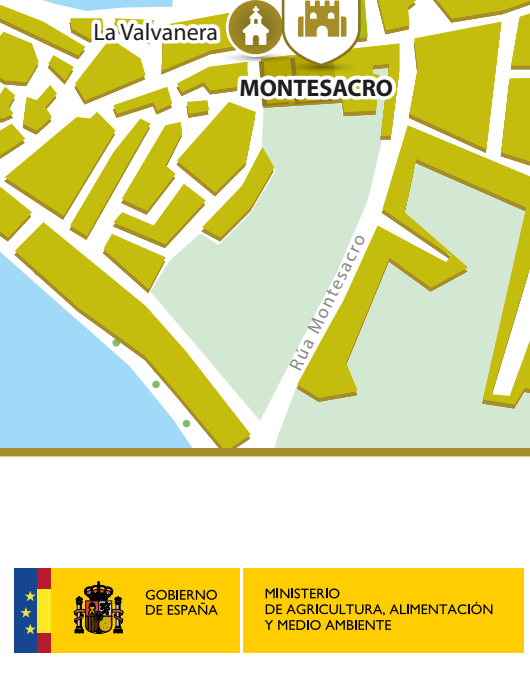 La Valvanera
MONTESACRO
Rúa Montesacro
GOBIERNO
DE ESPAÑA
MINISTERIO
DE AGRICULTURA, ALIMENTACIÓN
Y MEDIO AMBIENTE